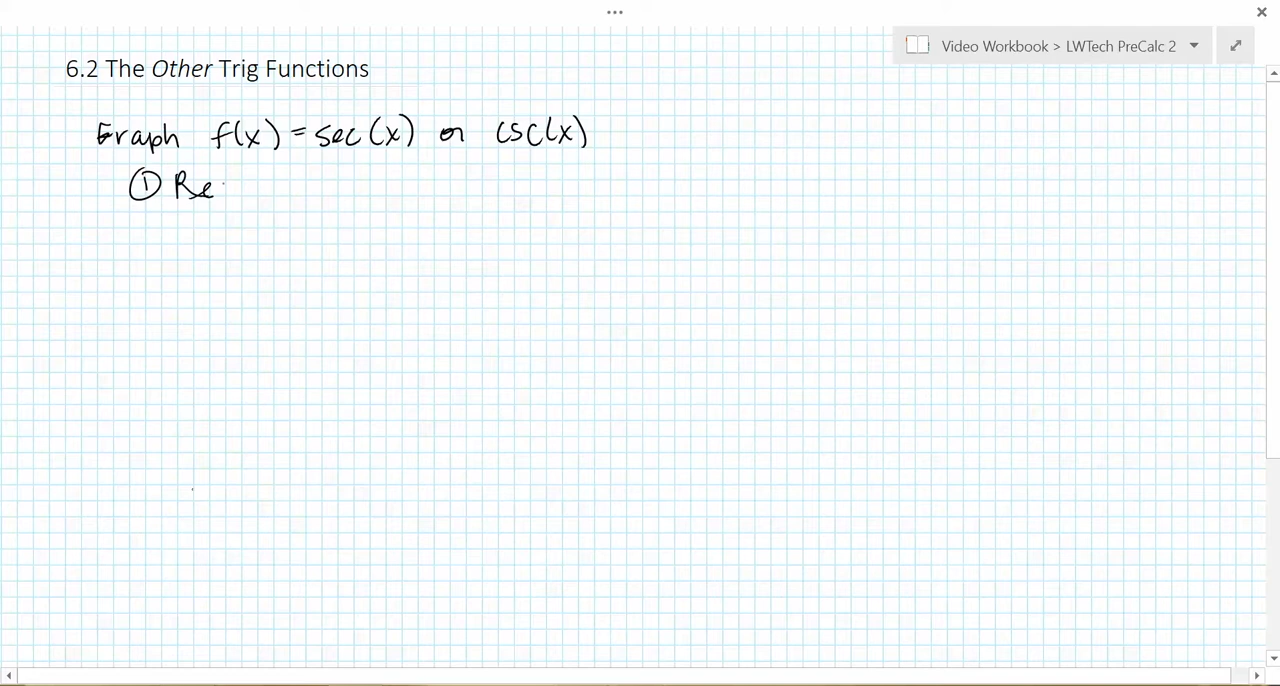 ...
Video Workbook > LWTech PreCalc 2
6.2 The Other Trig Functions
Graph f(x) = sec(x) or csc(x)
① Re